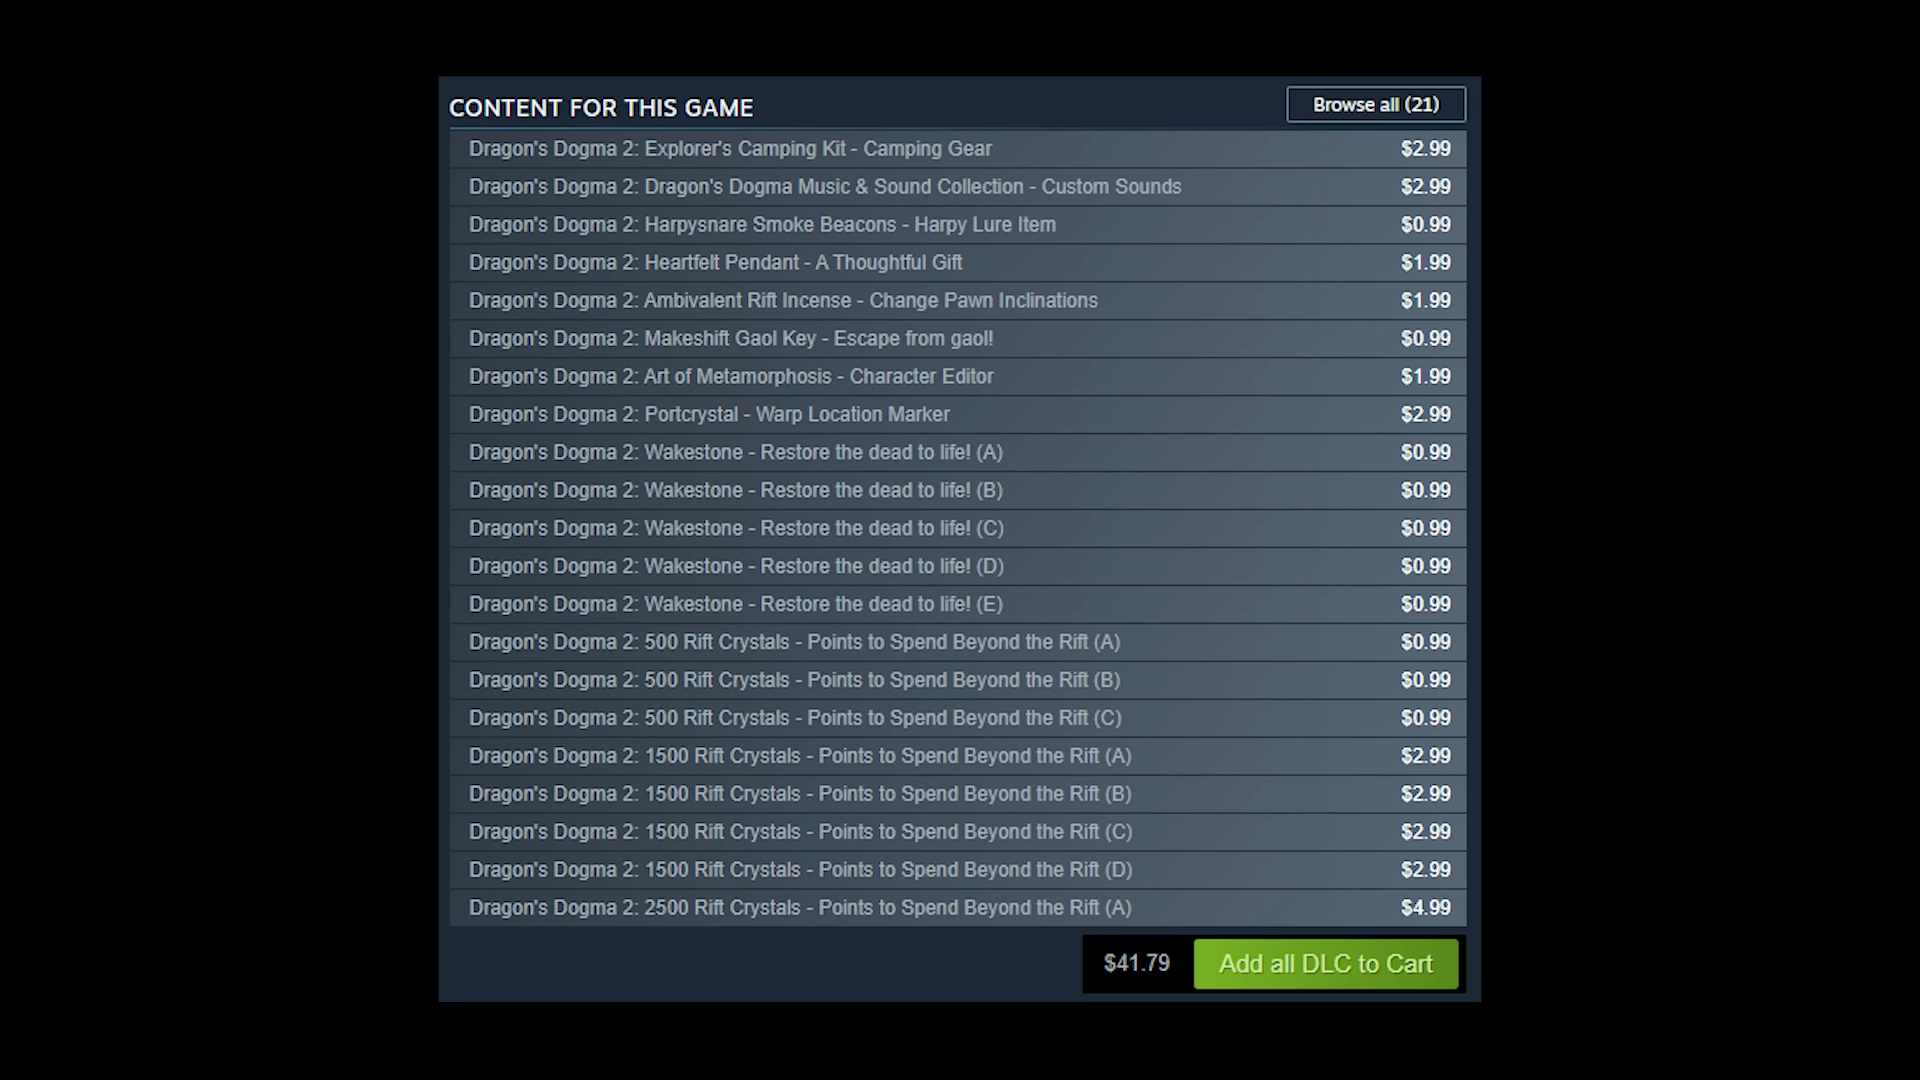 CONTENT FOR THIS GAME Browse all (21)
Dragon's Dogma 2: Explorer's Camping Kit - Camping Gear $2.99
Dragon's Dogma 2: Dragon's Dogma Music & Sound Collection - Custom Sounds $2.99
Dragon's Dogma 2: Harpysnare Smoke Beacons - Harpy Lure Item $0.99
Dragon's Dogma 2: Heartfelt Pendant - A Thoughtful Gift $1.99
Dragon's Dogma 2: Ambivalent Rift Incense - Change Pawn Inclinations $1.99
Dragon's Dogma 2: Makeshift Gaol Key - Escape from gaol! $0.99
Dragon's Dogma 2: Art of Metamorphosis - Character Editor $1.99
Dragon's Dogma 2: Portcrystal - Warp Location Marker $2.99
Dragon's Dogma 2: Wakestone - Restore the dead to life! (A) $0.99
Dragon's Dogma 2: Wakestone - Restore the dead to life! (B) $0.99
Dragon's Dogma 2: Wakestone - Restore the dead to life! (C) $0.99
Dragon's Dogma 2: Wakestone - Restore the dead to life! (D) $0.99
Dragon's Dogma 2: Wakestone - Restore the dead to life! (E) $0.99
Dragon's Dogma 2: 500 Rift Crystals - Points to Spend Beyond the Rift (A) $0.99
Dragon's Dogma 2: 500 Rift Crystals - Points to Spend Beyond the Rift (B) $0.99
Dragon's Dogma 2: 500 Rift Crystals - Points to Spend Beyond the Rift (C) $0.99
Dragon's Dogma 2: 1500 Rift Crystals - Points to Spend Beyond the Rift (A) $2.99
Dragon's Dogma 2: 1500 Rift Crystals - Points to Spend Beyond the Rift (B) $2.99
Dragon's Dogma 2: 1500 Rift Crystals - Points to Spend Beyond the Rift (C) $2.99
Dragon's Dogma 2: 1500 Rift Crystals - Points to Spend Beyond the Rift (D) $2.99
Dragon's Dogma 2: 2500 Rift Crystals - Points to Spend Beyond the Rift (A) $4.99
$41.79 Add all DLC to Cart